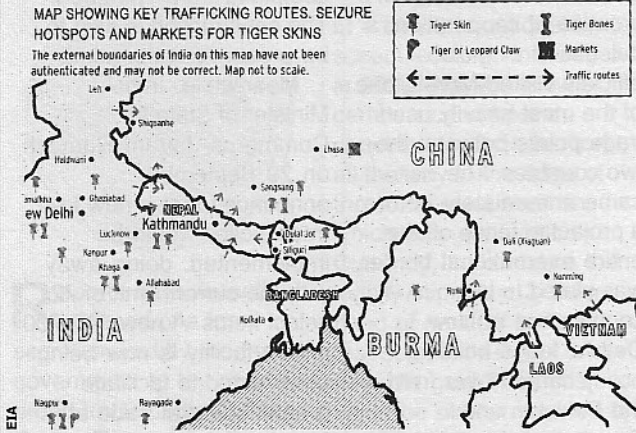 MAP SHOWING KEY TRAFFICKING ROUTES. SEIZURE
HOTSPOTS AND MARKETS FOR TIGER SKINS
The external boundaries of India on this map have not been
authenticated and may not be correct. Map not to scale.
Tiger Skin
Tiger Bones
Tiger or Leopard Claw
Markets
Traffic routes
Leh
Shiquanhe
Lhasa
CHINA
Haldwani
Sangsang
Ghaziabad
ew Delhi
NEPAL
Kathmandu
Lucknow
Dulal Jot
Siliguri
Dali (Xiaguan)
Kanpur
Khaga
Allahabad
Kunming
BANGLADESH
Ruili
INDIA
Kolkata
BURMA
VIETNAM
LAOS
Nagpur
Rayagada
EIA